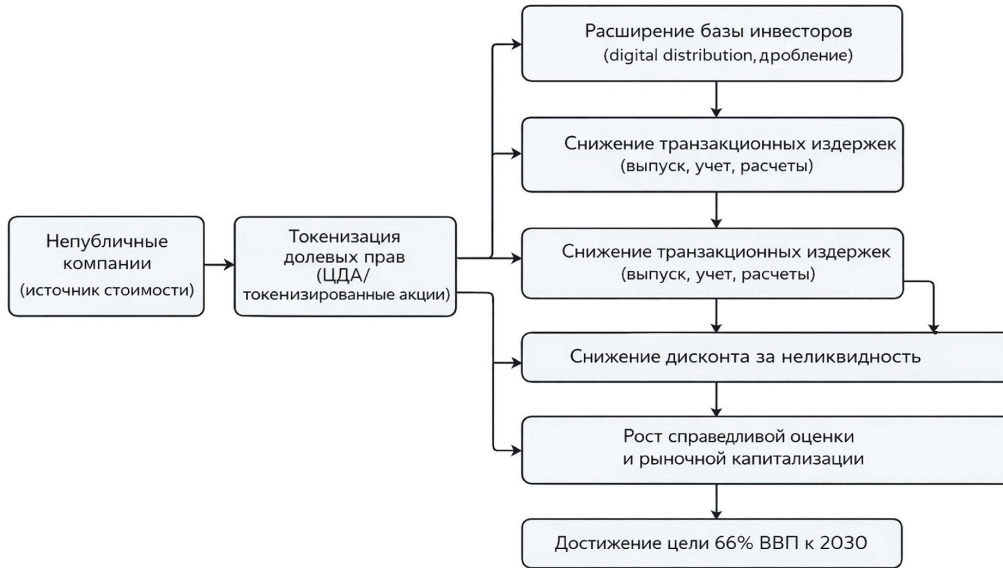 Непубличные
компании
(источник стоимости)
Токенизация
долевых прав
(ЦДА/
токенизированные акции)
Расширение базы инвесторов
(digital distribution, дробление)
Снижение транзакционных издержек
(выпуск, учет, расчеты)
Снижение транзакционных издержек
(выпуск, учет, расчеты)
Снижение дисконта за неликвидность
Рост справедливой оценки
и рыночной капитализации
Достижение цели 66% ВВП к 2030